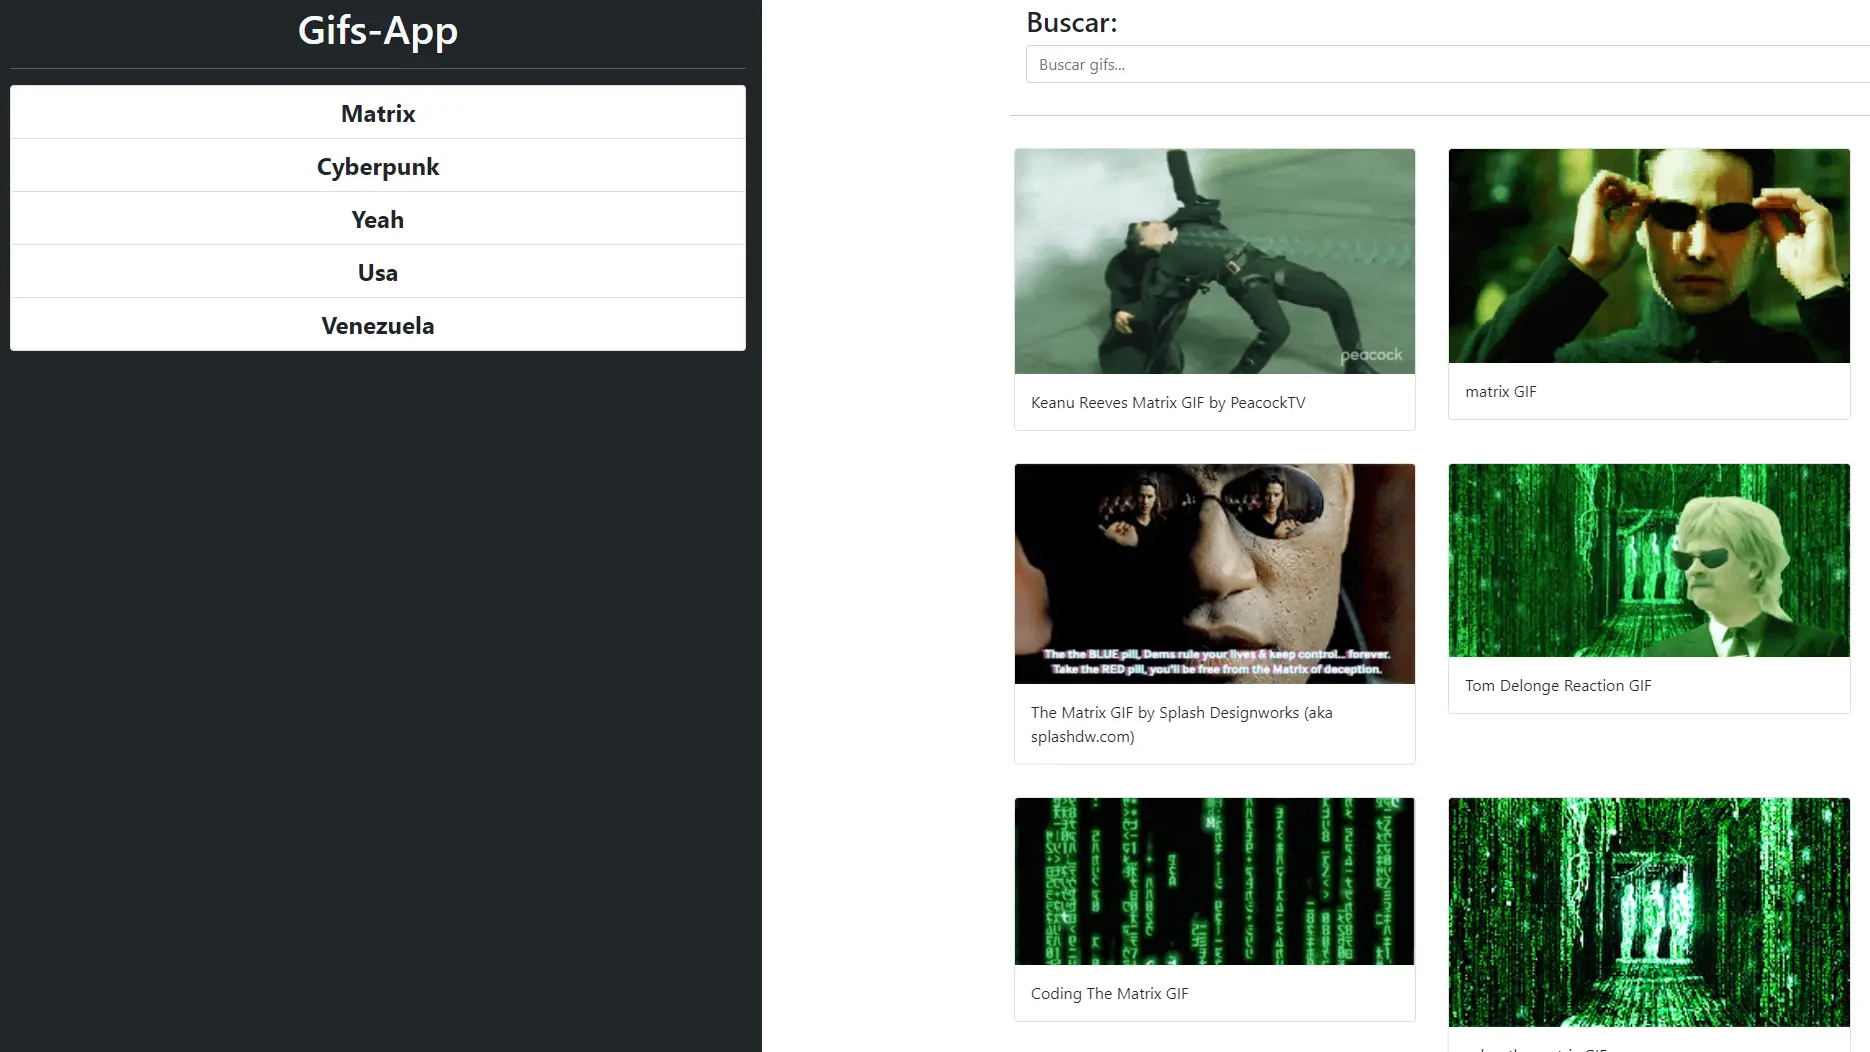 Gifs-App
Matrix
Cyberpunk
Yeah
Usa
Venezuela
Buscar:
Buscar gifs...
peacock
Keanu Reeves Matrix GIF by PeacockTV
matrix GIF
The the BLUE pill, Dems rule your lives & keep control... forever.
Take the RED pill, you'll be free from the Matrix of deception.
The Matrix GIF by Splash Designworks (aka
splashdw.com)
Tom Delonge Reaction GIF
Coding The Matrix GIF